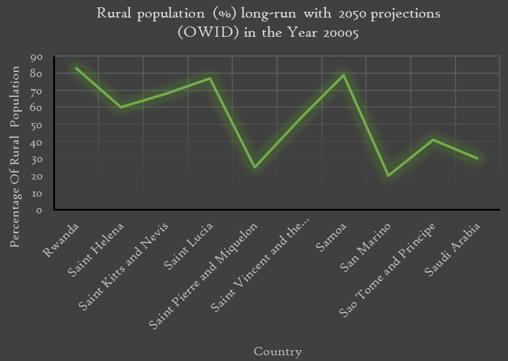 Rural population (%) long-run with 2050 projections
(OWID) in the Year 20005
Percentage Of Rural Population
90
80
70
60
50
40
30
20
10
0
Rwanda
Saint Helena
Saint Kitts and Nevis
Saint Lucia
Saint Pierre and Miquelon
Saint Vincent and the...
Samoa
San Marino
Sao Tome and Principe
Saudi Arabia
Country